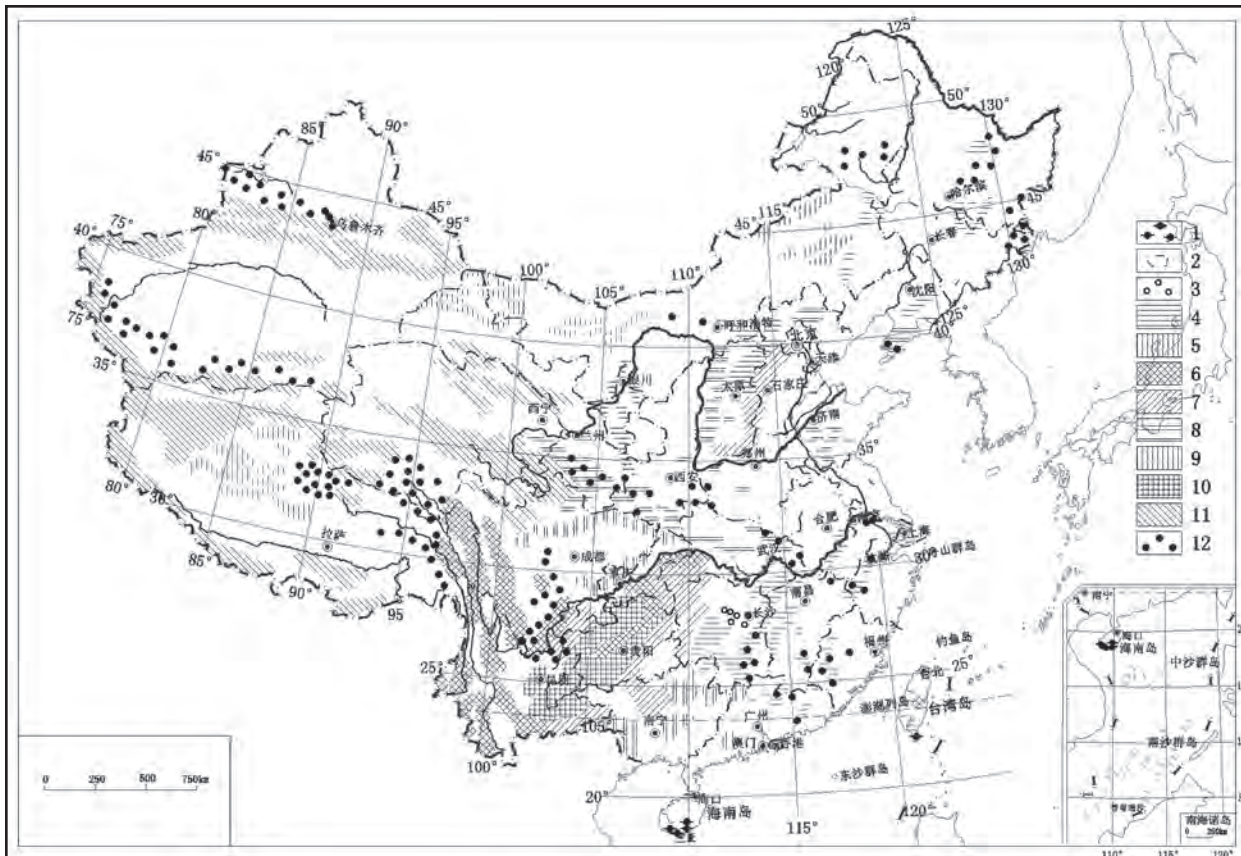 125°
120°
50°
50°
130°
90°
85°
45°
75°
80°
40°
乌鲁木齐
45°
95°
45°
115°
哈尔滨
45°
长春
130°
100°
105°
110°
沈阳
125°
40°
呼和浩特
北京
天津
75°
35°
银川
太原
石家庄
济南
西宁
兰州
35°
郑州
西安
80°
30°
拉萨
85°
90°
95
成都
合肥
上海
30°
舟山群岛
武汉
南昌
长沙
贵阳
福州
钓鱼岛
25°
台北
25°
昆明
澎湖列岛
台湾岛
105°
南宁
广州
澳门
香港
100°
东沙群岛
20°
海口
海南岛
115°
120°
0 250 500 750km
1
2
3
4
5
6
7
8
9
10
11
12
南宁
海口
海南岛
中沙群岛
南沙群岛
曾母暗沙
南海诸岛
0 200km
110°
115°
120°